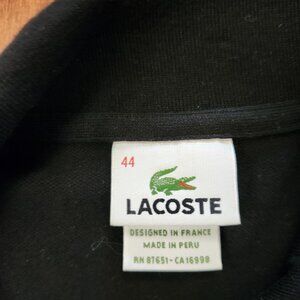 44
LACOSTE
DESIGNED IN FRANCE
MADE IN PERU
RN 87651-CA16998